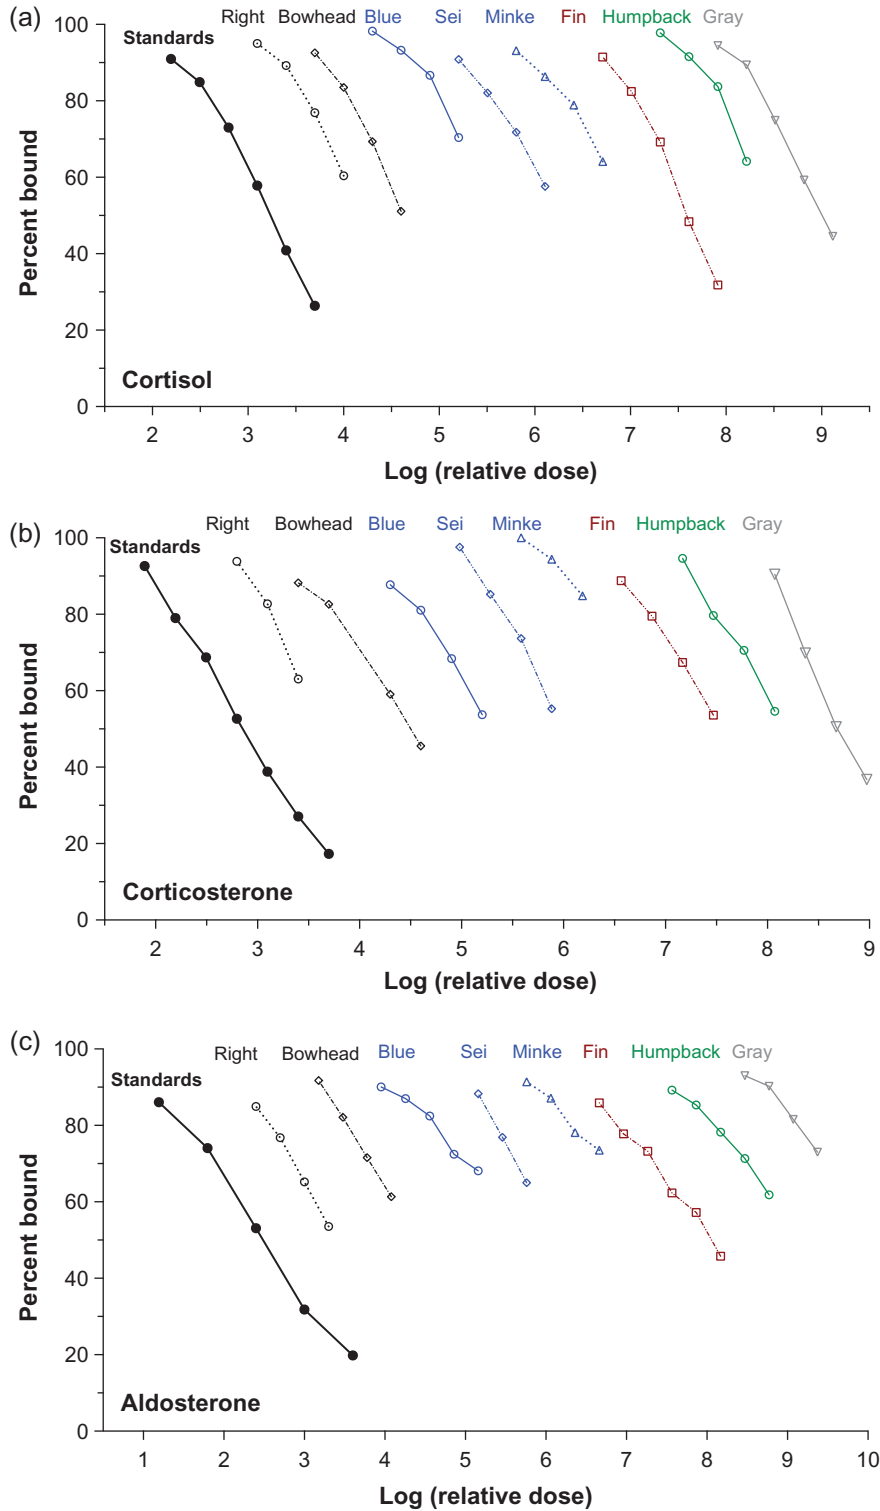 (a)
Right Bowhead Blue Sei Minke Fin Humpback Gray
Standards
100
80
60
40
20
0
Percent bound
Cortisol
2 3 4 5 6 7 8 9
Log (relative dose)
(b)
Right Bowhead Blue Sei Minke Fin Humpback Gray
Standards
100
80
60
40
20
0
Percent bound
Corticosterone
2 3 4 5 6 7 8 9
Log (relative dose)
(c)
Right Bowhead Blue Sei Minke Fin Humpback Gray
Standards
100
80
60
40
20
0
Percent bound
Aldosterone
1 2 3 4 5 6 7 8 9 10
Log (relative dose)